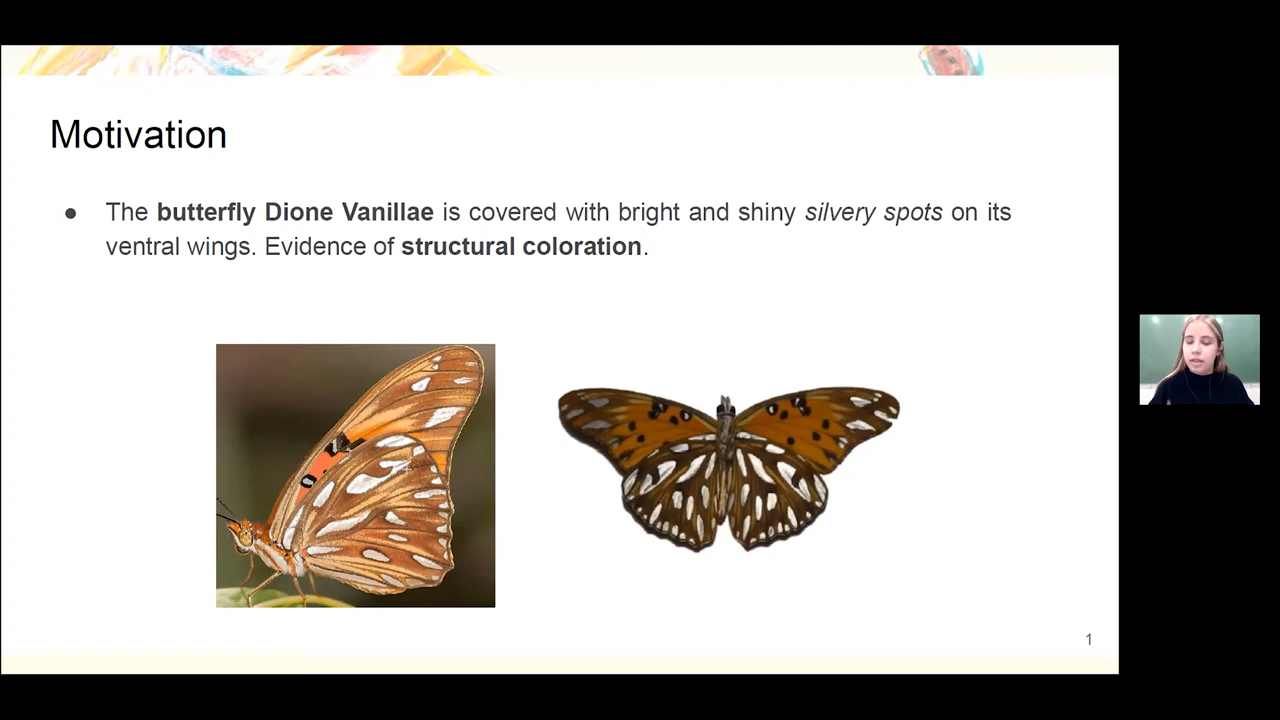 Motivation
● The butterfly Dione Vanillae is covered with bright and shiny silvery spots on its
ventral wings. Evidence of structural coloration.
1